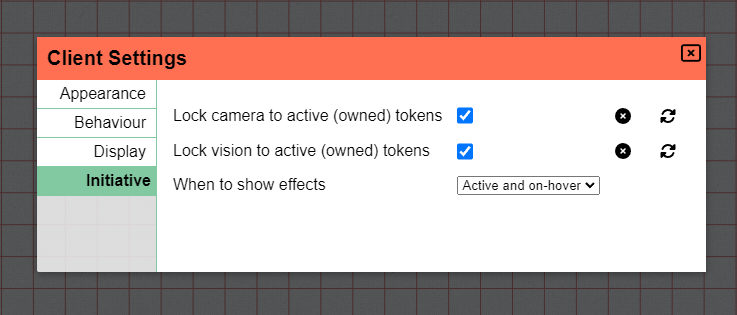 Client Settings
Appearance
Behaviour
Display
Initiative
Lock camera to active (owned) tokens
Lock vision to active (owned) tokens
When to show effects
Active and on-hover